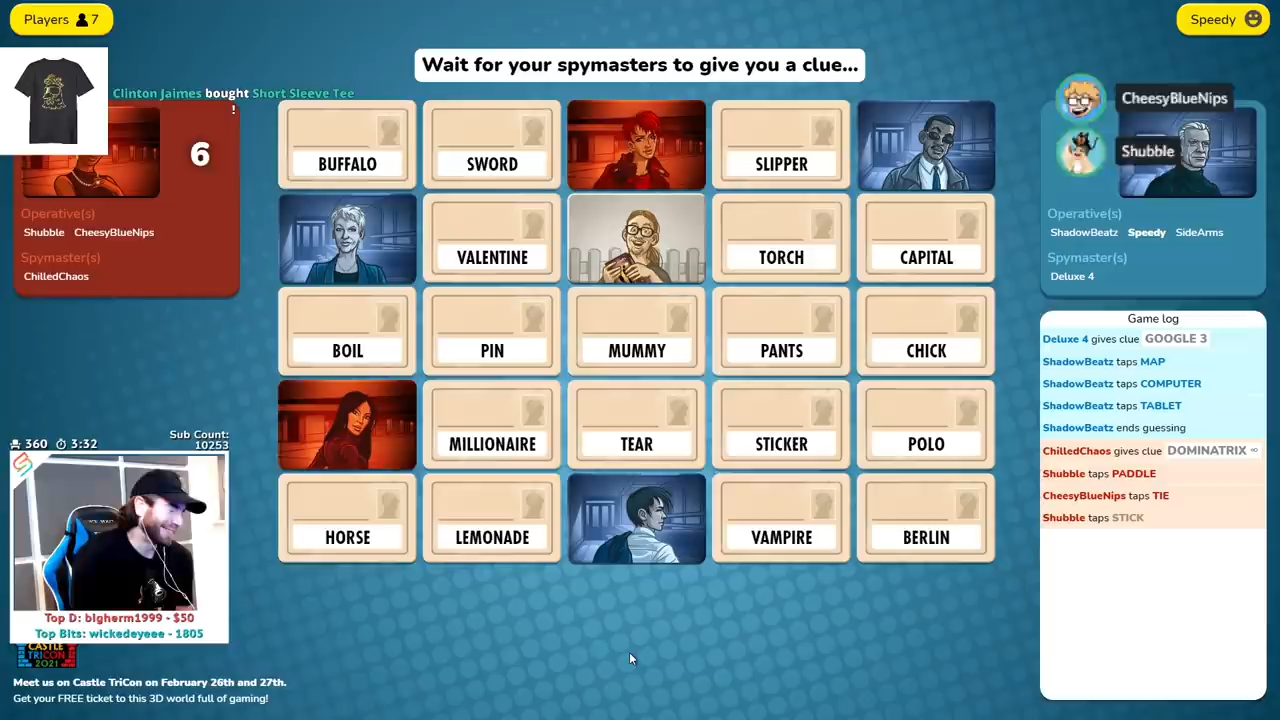 Players 7
Speedy
Wait for your spymasters to give you a clue...
Clinton Jaimes bought Short Sleeve Tee
!
6
CheesyBlueNips
Shubble
Operative(s)
Shubble CheesyBlueNips
Spymaster(s)
ChilledChaos
Operative(s)
ShadowBeatz Speedy SideArms
Spymaster(s)
Deluxe 4
BUFFALO
SWORD
SLIPPER
VALENTINE
TORCH
CAPITAL
BOIL
PIN
MUMMY
PANTS
CHICK
MILLIONAIRE
TEAR
STICKER
POLO
HORSE
LEMONADE
VAMPIRE
BERLIN
Game log
Deluxe 4 gives clue GOOGLE 3
ShadowBeatz taps MAP
ShadowBeatz taps COMPUTER
ShadowBeatz taps TABLET
ShadowBeatz ends guessing
ChilledChaos gives clue DOMINATRIX ∞
Shubble taps PADDLE
CheesyBlueNips taps TIE
Shubble taps STICK
360 3:32
Sub Count:
10253
Top D: bigherm1999 - $50
Top Bits: wickedyeee - 1805
CASTLE
TRICON
2021
Meet us on Castle TriCon on February 26th and 27th.
Get your FREE ticket to this 3D world full of gaming!